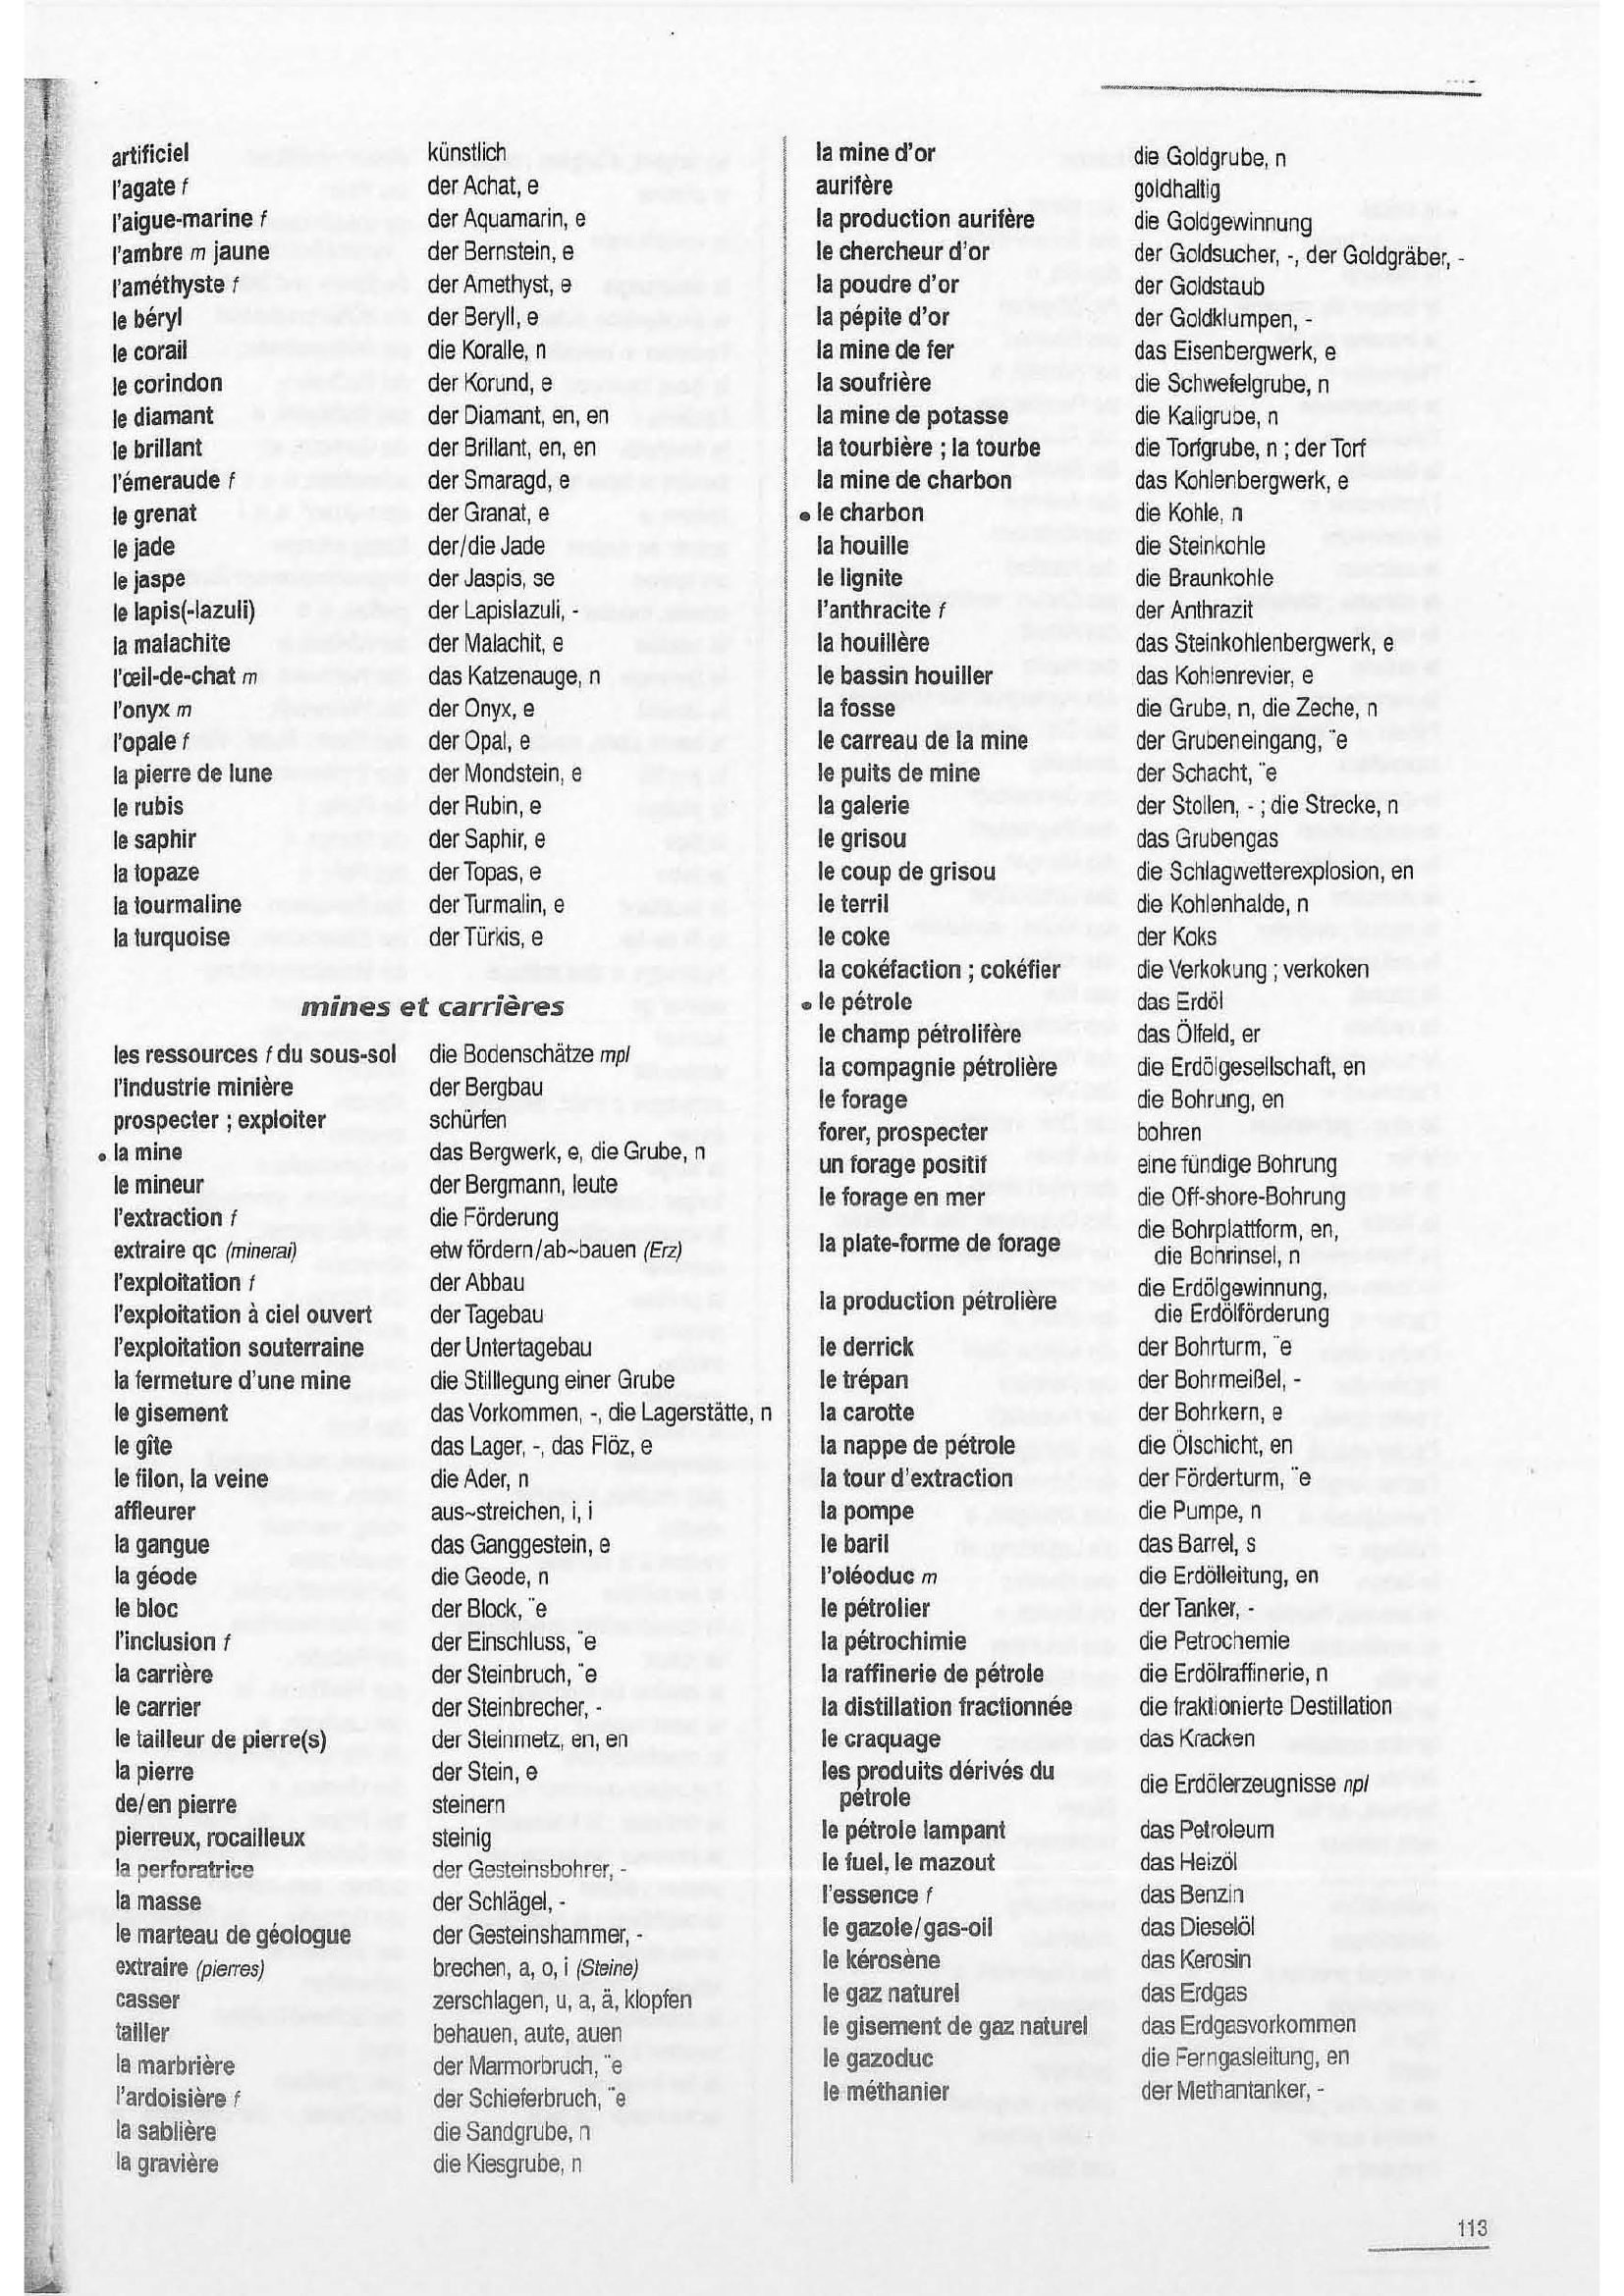 artificiel künstlich
l'agate f der Achat, e
l'aigue-marine f der Aquamarin, e
l'ambre m jaune der Bernstein, e
l'améthyste f der Amethyst, e
le béryl der Beryll, e
le corail die Koralle, n
le corindon der Korund, e
le diamant der Diamant, en, en
le brillant der Brillant, en, en
l'émeraude f der Smaragd, e
le grenat der Granat, e
le jade der/die Jade
le jaspe der Jaspis, se
le lapis(-lazuli) der Lapislazuli, -
la malachite der Malachit, e
l'œil-de-chat m das Katzenauge, n
l'onyx m der Onyx, e
l'opale f der Opal, e
la pierre de lune der Mondstein, e
le rubis der Rubin, e
le saphir der Saphir, e
la topaze der Topas, e
la tourmaline der Turmalin, e
la turquoise der Türkis, e
mines et carrières
les ressources f du sous-sol die Bodenschätze mpl
l'industrie minière der Bergbau
prospecter ; exploiter schürfen
• la mine das Bergwerk, e, die Grube, n
le mineur der Bergmann, leute
l'extraction f die Förderung
extraire qc (minerai) etw fördern/ab~bauen (Erz)
l'exploitation f der Abbau
l'exploitation à ciel ouvert der Tagebau
l'exploitation souterraine der Untertagebau
la fermeture d'une mine die Stilllegung einer Grube
le gisement das Vorkommen, -, die Lagerstätte, n
le gîte das Lager, -, das Flöz, e
le filon, la veine die Ader, n
affleurer aus~streichen, i, i
la gangue das Ganggestein, e
la géode die Geode, n
le bloc der Block, ¨e
l'inclusion f der Einschluss, ¨e
la carrière der Steinbruch, ¨e
le carrier der Steinbrecher, -
le tailleur de pierre(s) der Steinmetz, en, en
la pierre der Stein, e
de/en pierre steinern
pierreux, rocailleux steinig
la perforatrice der Gesteinsbohrer, -
la masse der Schlägel, -
le marteau de géologue der Gesteinshammer, -
extraire (pierres) brechen, a, o, i (Steine)
casser zerschlagen, u, a, ä, klopfen
tailler behauen, aute, auen
la marbrière der Marmorbruch, ¨e
l'ardoisière f der Schieferbruch, ¨e
la sablière die Sandgrube, n
la gravière die Kiesgrube, n
la mine d'or die Goldgrube, n
aurifère goldhaltig
la production aurifère die Goldgewinnung
le chercheur d'or der Goldsucher, -, der Goldgräber, -
la poudre d'or der Goldstaub
la pépite d'or der Goldklumpen, -
la mine de fer das Eisenbergwerk, e
la soufrière die Schwefelgrube, n
la mine de potasse die Kaligrube, n
la tourbière ; la tourbe die Torfgrube, n ; der Torf
la mine de charbon das Kohlenbergwerk, e
• le charbon die Kohle, n
la houille die Steinkohle
le lignite die Braunkohle
l'anthracite f der Anthrazit
la houillère das Steinkohlenbergwerk, e
le bassin houiller das Kohlenrevier, e
la fosse die Grube, n, die Zeche, n
le carreau de la mine der Grubeneingang, ¨e
le puits de mine der Schacht, ¨e
la galerie der Stollen, - ; die Strecke, n
le grisou das Grubengas
le coup de grisou die Schlagwetterexplosion, en
le terril die Kohlenhalde, n
le coke der Koks
la cokéfaction ; cokéfier die Verkokung ; verkoken
• le pétrole das Erdöl
le champ pétrolifère das Ölfeld, er
la compagnie pétrolière die Erdölgesellschaft, en
le forage die Bohrung, en
forer, prospecter bohren
un forage positif eine fündige Bohrung
le forage en mer die Off-shore-Bohrung
la plate-forme de forage die Bohrplattform, en,
die Bohrinsel, n
la production pétrolière die Erdölgewinnung,
die Erdölförderung
le derrick der Bohrturm, ¨e
le trépan der Bohrmeißel, -
la carotte der Bohrkern, e
la nappe de pétrole die Ölschicht, en
la tour d'extraction der Förderturm, ¨e
la pompe die Pumpe, n
le baril das Barrel, s
l'oléoduc m die Erdölleitung, en
le pétrolier der Tanker, -
la pétrochimie die Petrochemie
la raffinerie de pétrole die Erdölraffinerie, n
la distillation fractionnée die fraktionierte Destillation
le craquage das Kracken
les produits dérivés du
pétrole die Erdölerzeugnisse npl
le pétrole lampant das Petroleum
le fuel, le mazout das Heizöl
l'essence f das Benzin
le gazole/gas-oil das Dieselöl
le kérosène das Kerosin
le gaz naturel das Erdgas
le gisement de gaz naturel das Erdgasvorkommen
le gazoduc die Ferngasleitung, en
le méthanier der Methantanker, -
113